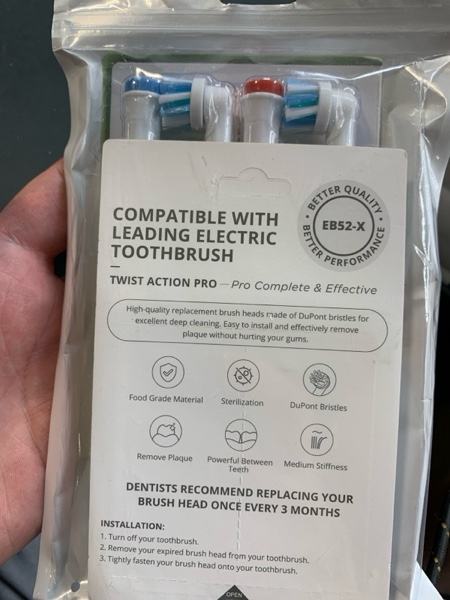 COMPATIBLE WITH
LEADING ELECTRIC
TOOTHBRUSH
BETTER QUALITY
EB52-X
BETTER PERFORMANCE
TWIST ACTION PRO — Pro Complete & Effective
High-quality replacement brush heads made of DuPont bristles for
excellent deep cleaning. Easy to install and effectively remove
plaque without hurting your gums.
Food Grade Material
Sterilization
DuPont Bristles
Remove Plaque
Powerful Between
Teeth
Medium Stiffness
DENTISTS RECOMMEND REPLACING YOUR
BRUSH HEAD ONCE EVERY 3 MONTHS
INSTALLATION:
1. Turn off your toothbrush.
2. Remove your expired brush head from your toothbrush.
3. Tightly fasten your brush head onto your toothbrush.
OPEN